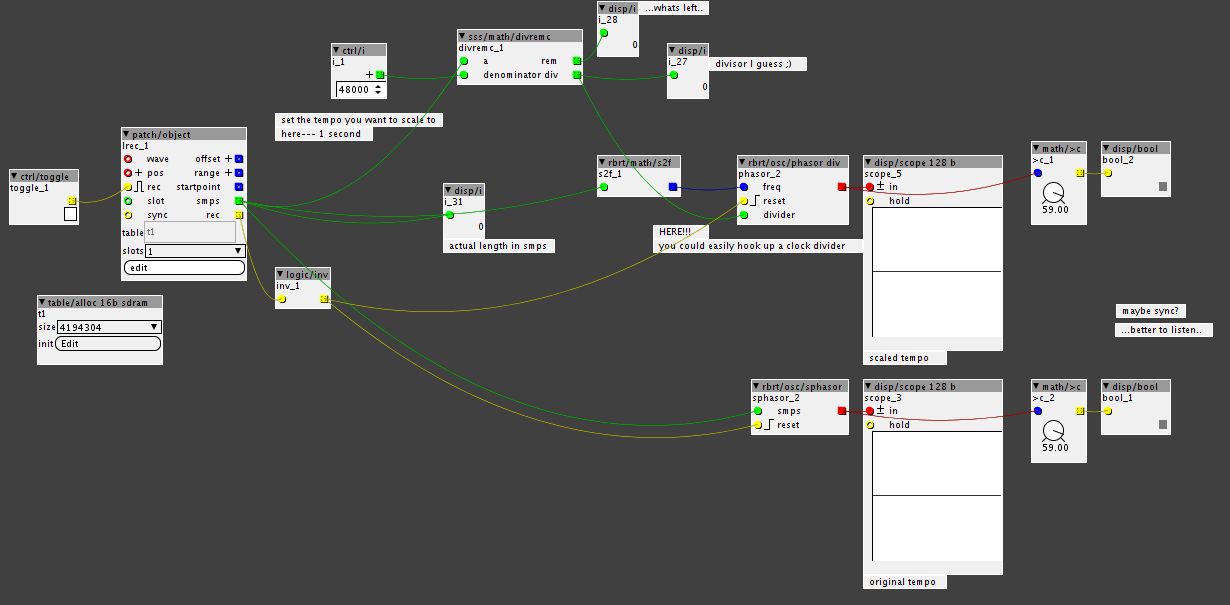 ctrl/toggle
toggle_1
patch/object
lrec_1
wave offset +
+ pos range +
rec startpoint
slot smps
sync rec
table t1
slots 1
edit
table/alloc 16b sdram
t1
size 4194304
init Edit
ctrl/i
i_1
+
48000
set the tempo you want to scale to
here--- 1 second
sss/math/divremc
divremc_1
a rem
denominator div
disp/i
i_28
0
...whats left..
disp/i
i_27
0
divisor I guess ;)
disp/i
i_31
0
actual length in smps
logic/inv
inv_1
rbrt/math/s2f
s2f_1
rbrt/osc/phasor div
phasor_2
freq
reset
divider
HERE!!!
you could easily hook up a clock divider
disp/scope 128 b
scope_5
± in
hold
scaled tempo
math/>c
>c_1
59.00
disp/bool
bool_2
maybe sync?
...better to listen..
rbrt/osc/sphasor
sphasor_2
smps
reset
disp/scope 128 b
scope_3
± in
hold
original tempo
math/>c
>c_2
59.00
disp/bool
bool_1